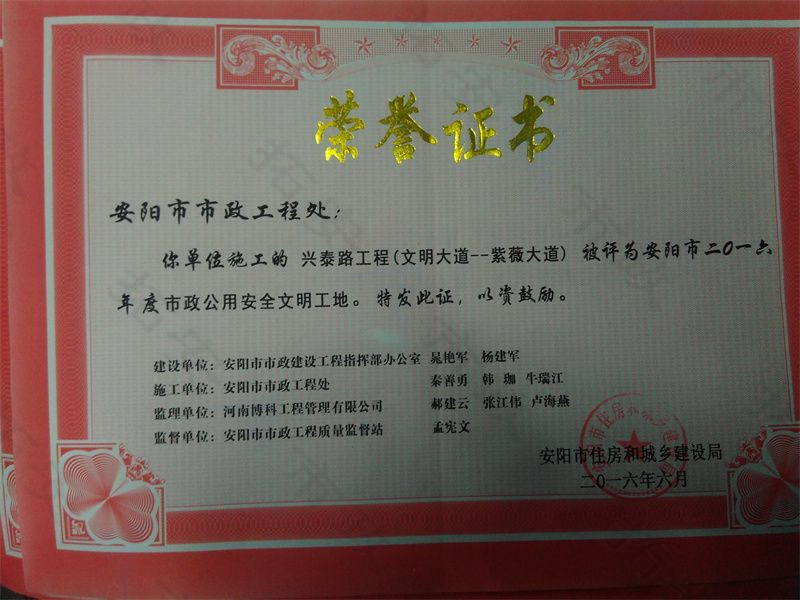 荣誉证书
安阳市市政工程处：
你单位施工的 兴泰路工程(文明大道--紫薇大道) 被评为安阳市二O一六
年度市政公用安全文明工地。特发此证，以资鼓励。
建设单位：安阳市市政建设工程指挥部办公室 晁艳军 杨建军
施工单位：安阳市市政工程处 秦善勇 韩 珈 牛瑞江
监理单位：河南博科工程管理有限公司 郝建云 张江伟 卢海燕
监督单位：安阳市市政工程质量监督站 孟宪文
安阳市住房和城乡建设局
二〇一六年六月